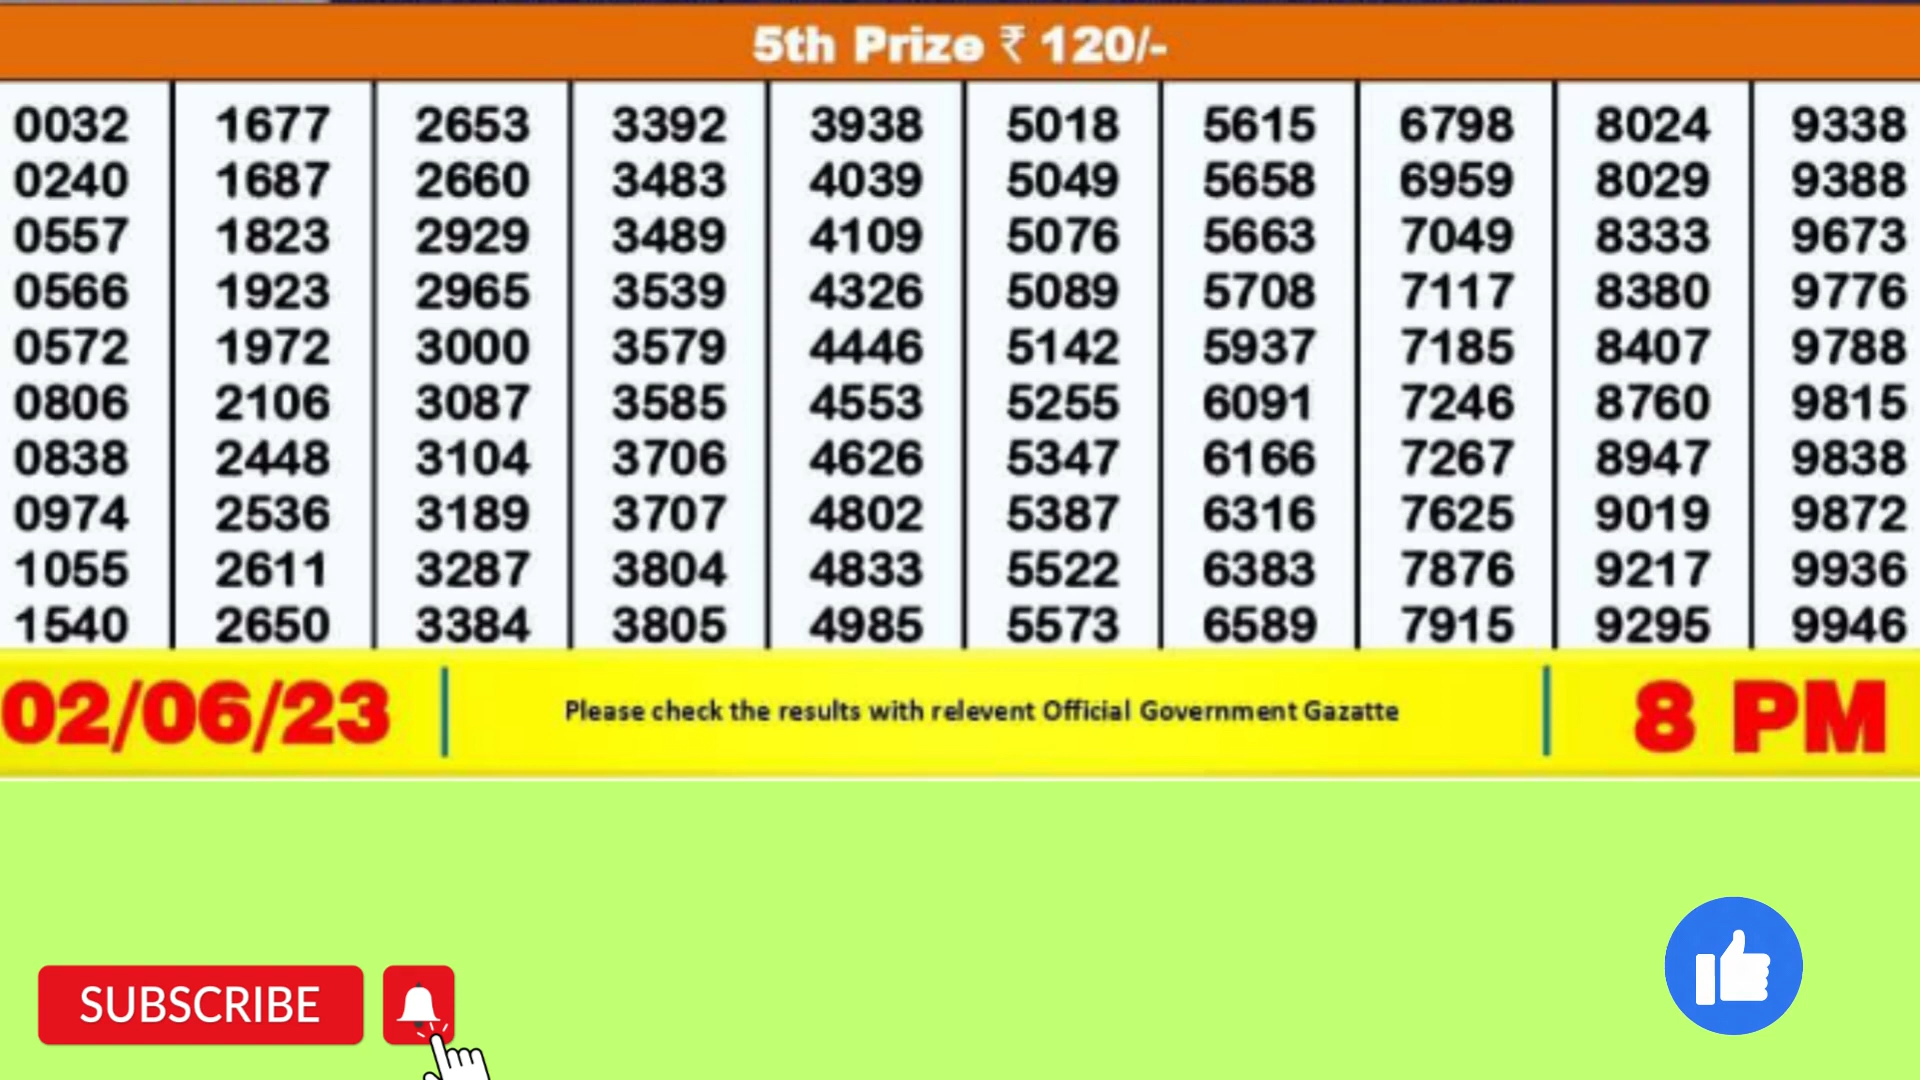 5th Prize ₹ 120/-
0032 1677 2653 3392 3938 5018 5615 6798 8024 9338
0240 1687 2660 3483 4039 5049 5658 6959 8029 9388
0557 1823 2929 3489 4109 5076 5663 7049 8333 9673
0566 1923 2965 3539 4326 5089 5708 7117 8380 9776
0572 1972 3000 3579 4446 5142 5937 7185 8407 9788
0806 2106 3087 3585 4553 5255 6091 7246 8760 9815
0838 2448 3104 3706 4626 5347 6166 7267 8947 9838
0974 2536 3189 3707 4802 5387 6316 7625 9019 9872
1055 2611 3287 3804 4833 5522 6383 7876 9217 9936
1540 2650 3384 3805 4985 5573 6589 7915 9295 9946
02/06/23 Please check the results with relevent Official Government Gazatte 8 PM
SUBSCRIBE